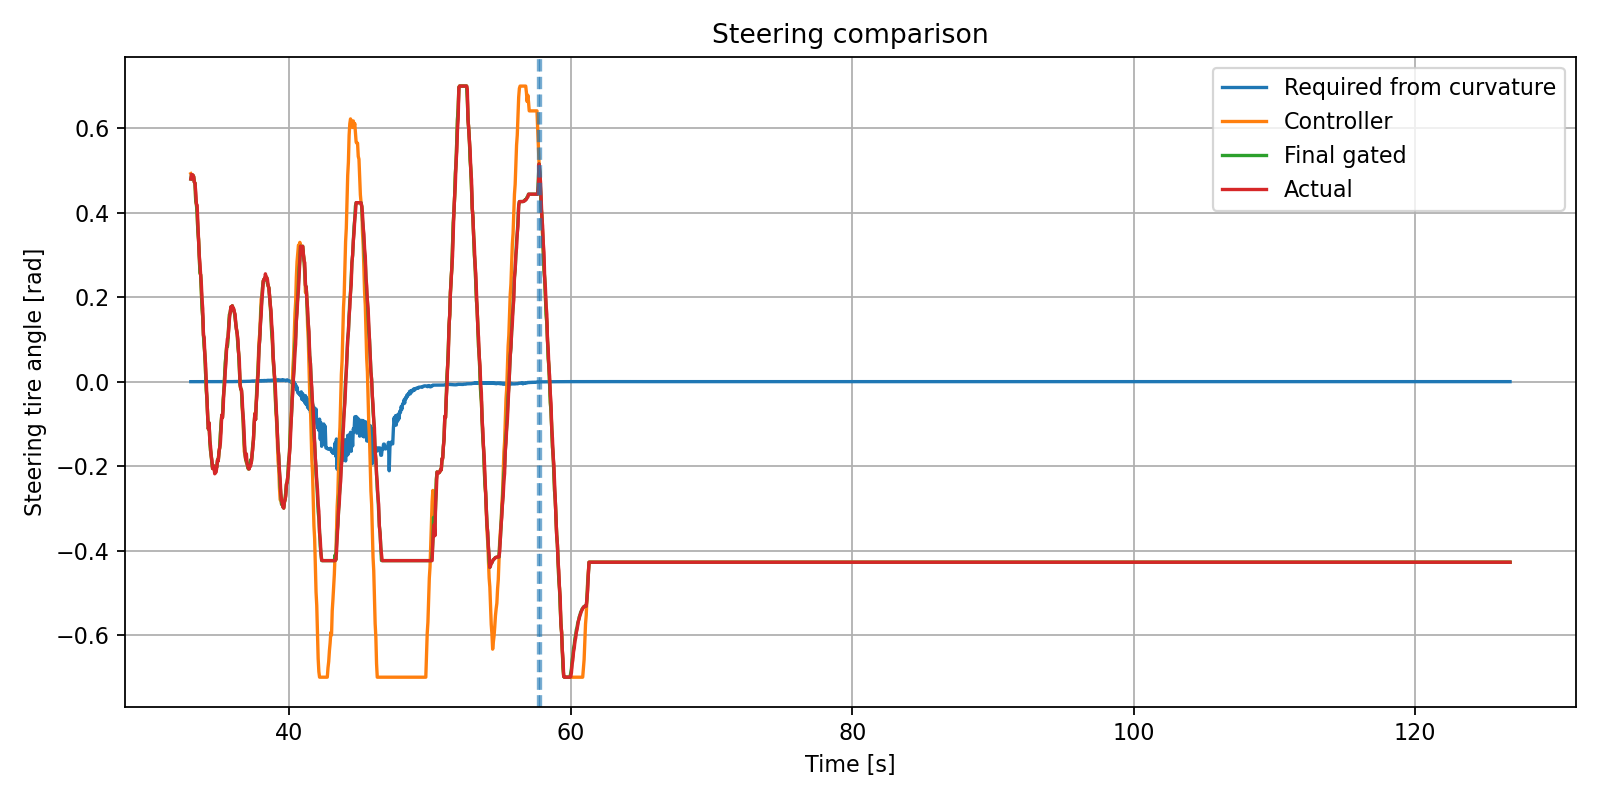 Steering comparison
Required from curvature
Controller
Final gated
Actual
Steering tire angle [rad]
0.6
0.4
0.2
0.0
−0.2
−0.4
−0.6
40
60
80
100
120
Time [s]